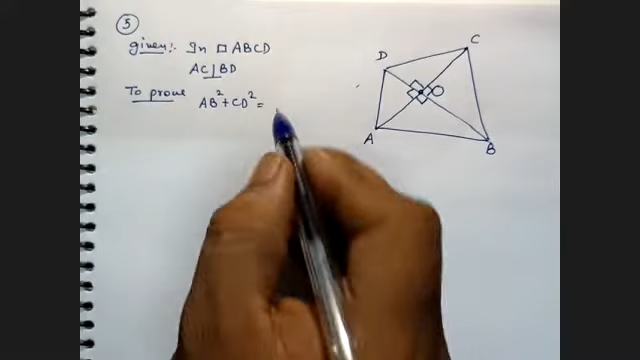 5
given:- In □ ABCD
AC ⊥ BD
To prove AB² + CD² =
D
C
O
A
B